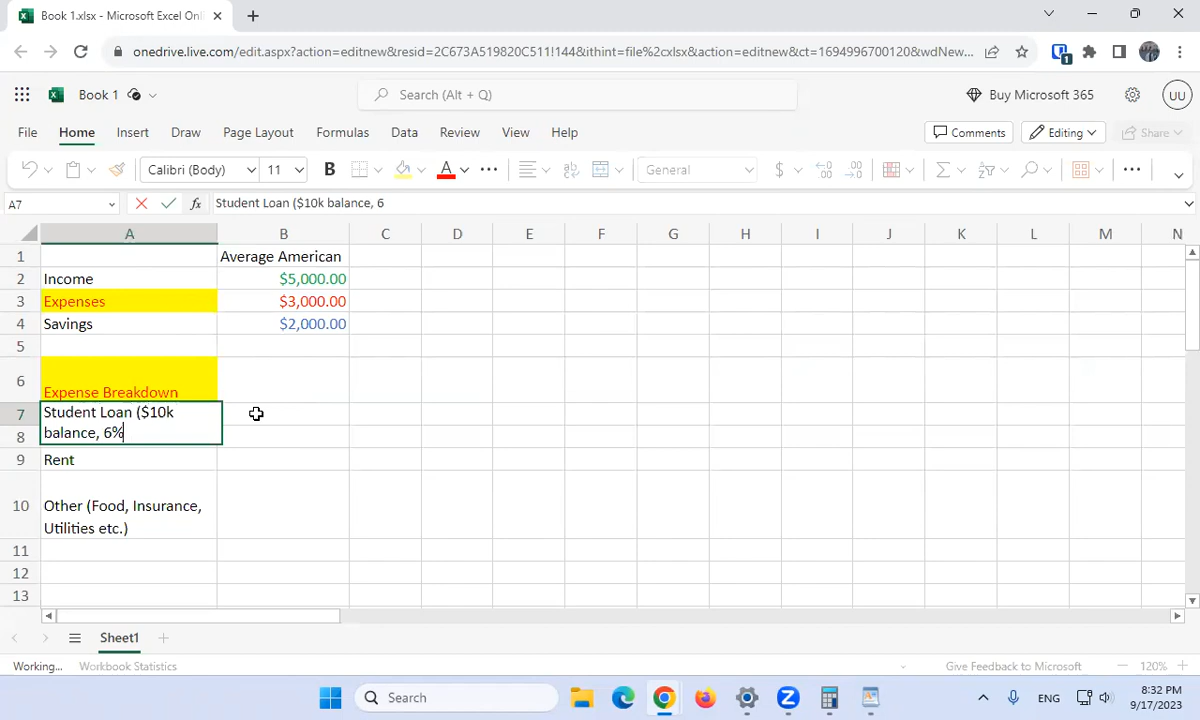 Book 1.xlsx - Microsoft Excel Onli
onedrive.live.com/edit.aspx?action=editnew&resid=2C673A519820C511!144&ithint=file%2cxlsx&action=editnew&ct=1694996700120&wdNew...
1
Book 1
Search (Alt + Q)
Buy Microsoft 365
UU
File Home Insert Draw Page Layout Formulas Data Review View Help
Comments Editing Share
Calibri (Body) 11 B A General $
A7 fx Student Loan ($10k balance, 6
A B C D E F G H I J K L M N
1 Average American
2 Income $5,000.00
3 Expenses $3,000.00
4 Savings $2,000.00
5
6 Expense Breakdown
7 Student Loan ($10k
8 balance, 6%
9 Rent
10 Other (Food, Insurance,
Utilities etc.)
11
12
13
Sheet1
Working... Workbook Statistics Give Feedback to Microsoft 120%
Search
ENG
8:32 PM
9/17/2023